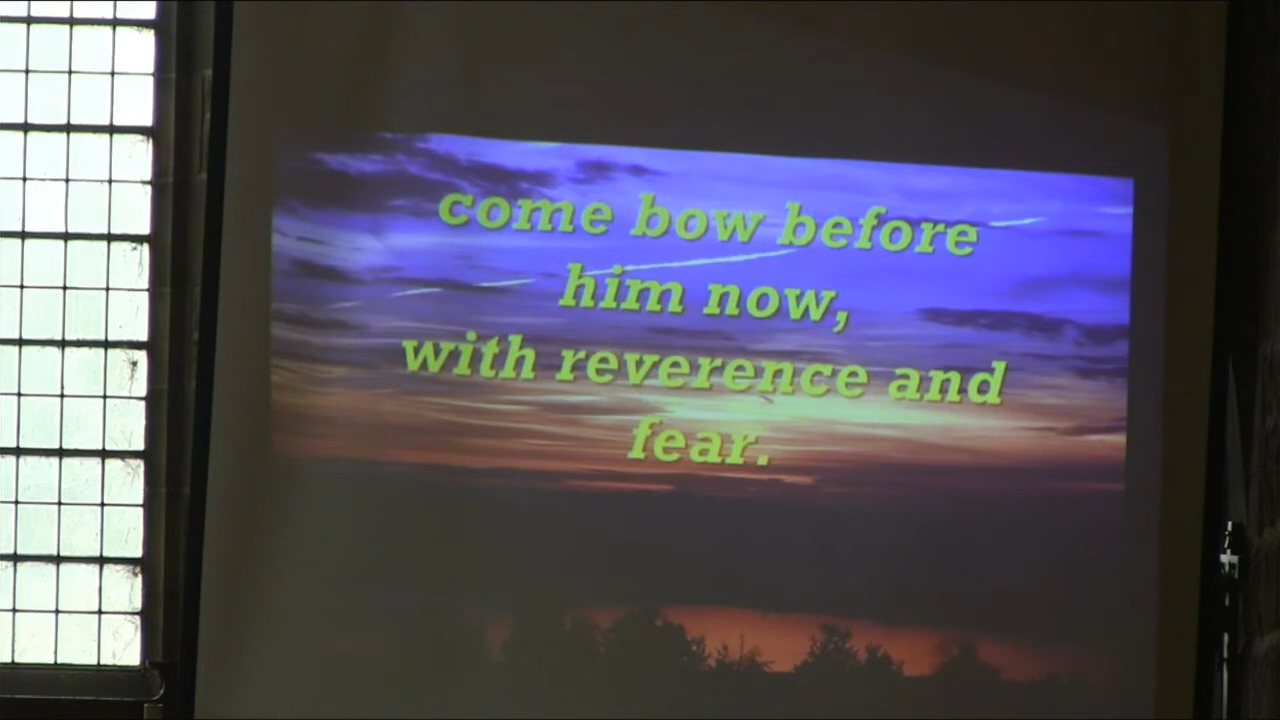 come bow before
him now,
with reverence and
fear.